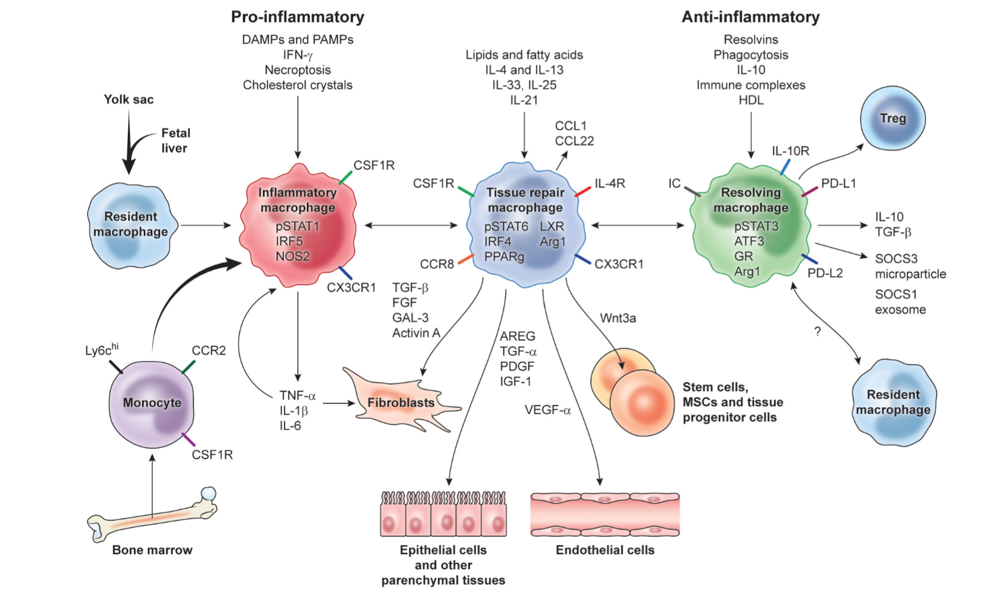 Pro-inflammatory
DAMPs and PAMPs
IFN-γ
Necroptosis
Cholesterol crystals
Lipids and fatty acids
IL-4 and IL-13
IL-33, IL-25
IL-21
Anti-inflammatory
Resolvins
Phagocytosis
IL-10
Immune complexes
HDL
Yolk sac
Fetal
liver
Resident
macrophage
CSF1R
Inflammatory
macrophage
pSTAT1
IRF5
NOS2
CX3CR1
CCL1
CCL22
CSF1R
IL-4R
Tissue repair
macrophage
pSTAT6 LXR
IRF4 Arg1
PPARg
CCR8
CX3CR1
Treg
IL-10R
IC
PD-L1
Resolving
macrophage
pSTAT3
ATF3
GR
Arg1
PD-L2
IL-10
TGF-β
SOCS3
microparticle
SOCS1
exosome
?
Resident
macrophage
Ly6c^hi
CCR2
Monocyte
CSF1R
Bone marrow
TNF-α
IL-1β
IL-6
TGF-β
FGF
GAL-3
Activin A
Fibroblasts
AREG
TGF-α
PDGF
IGF-1
VEGF-α
Wnt3a
Stem cells,
MSCs and tissue
progenitor cells
Epithelial cells
and other
parenchymal tissues
Endothelial cells